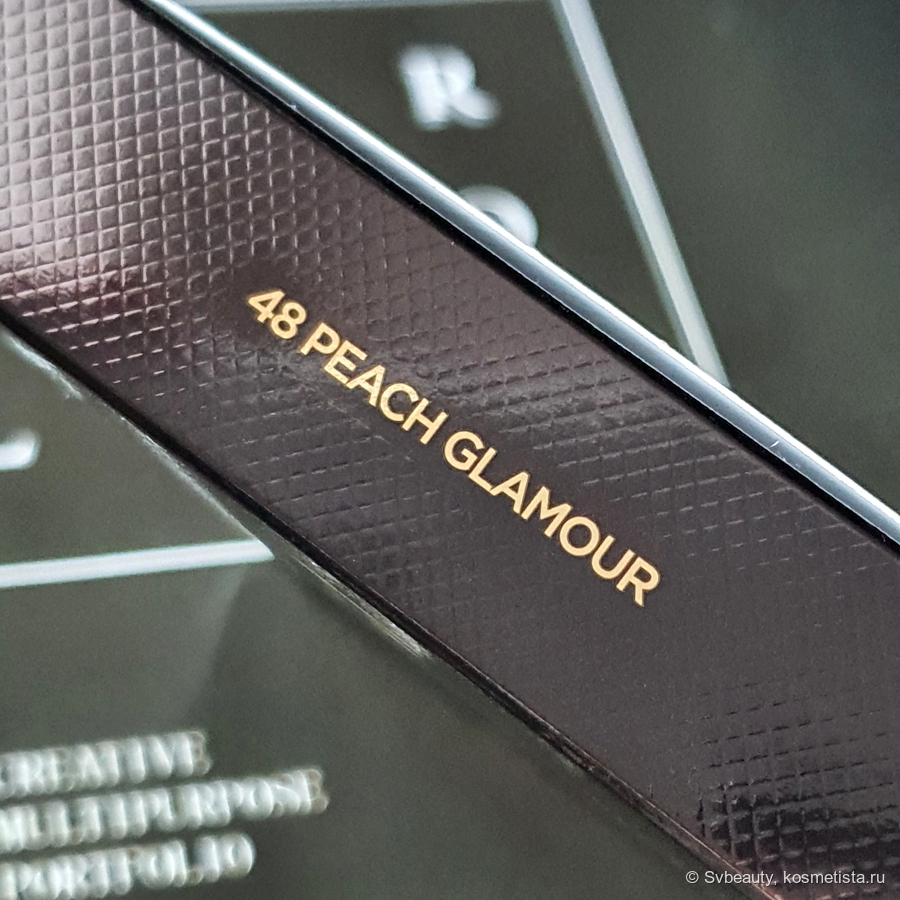 R
48 PEACH GLAMOUR
CREATIVE
MULTIPURPOSE
PORTFOLIO
© Svbeauty, kosmetista.ru